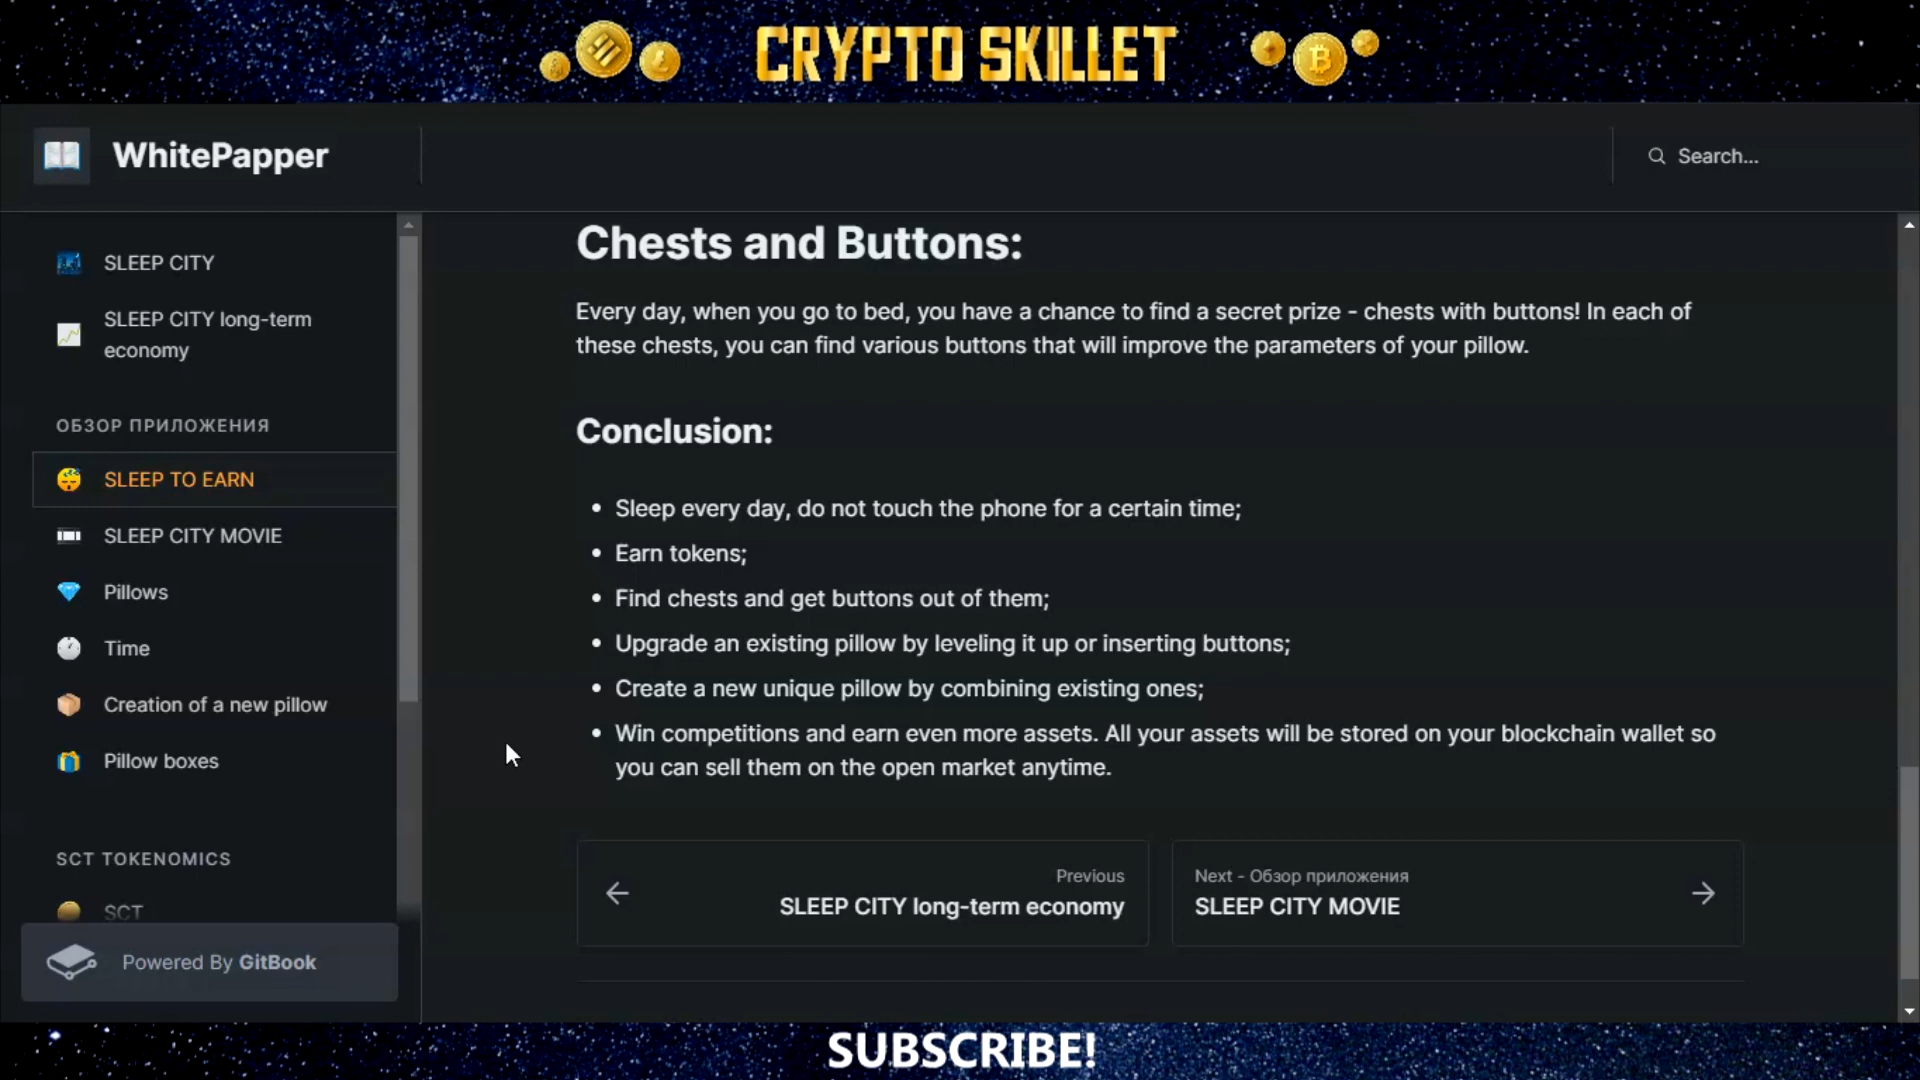 CRYPTO SKILLET
WhitePapper
Search...
SLEEP CITY
SLEEP CITY long-term
economy
ОБЗОР ПРИЛОЖЕНИЯ
SLEEP TO EARN
SLEEP CITY MOVIE
Pillows
Time
Creation of a new pillow
Pillow boxes
SCT TOKENOMICS
SCT
Powered By GitBook
Chests and Buttons:
Every day, when you go to bed, you have a chance to find a secret prize - chests with buttons! In each of
these chests, you can find various buttons that will improve the parameters of your pillow.
Conclusion:
• Sleep every day, do not touch the phone for a certain time;
• Earn tokens;
• Find chests and get buttons out of them;
• Upgrade an existing pillow by leveling it up or inserting buttons;
• Create a new unique pillow by combining existing ones;
• Win competitions and earn even more assets. All your assets will be stored on your blockchain wallet so
you can sell them on the open market anytime.
Previous
SLEEP CITY long-term economy
Next - Обзор приложения
SLEEP CITY MOVIE
SUBSCRIBE!